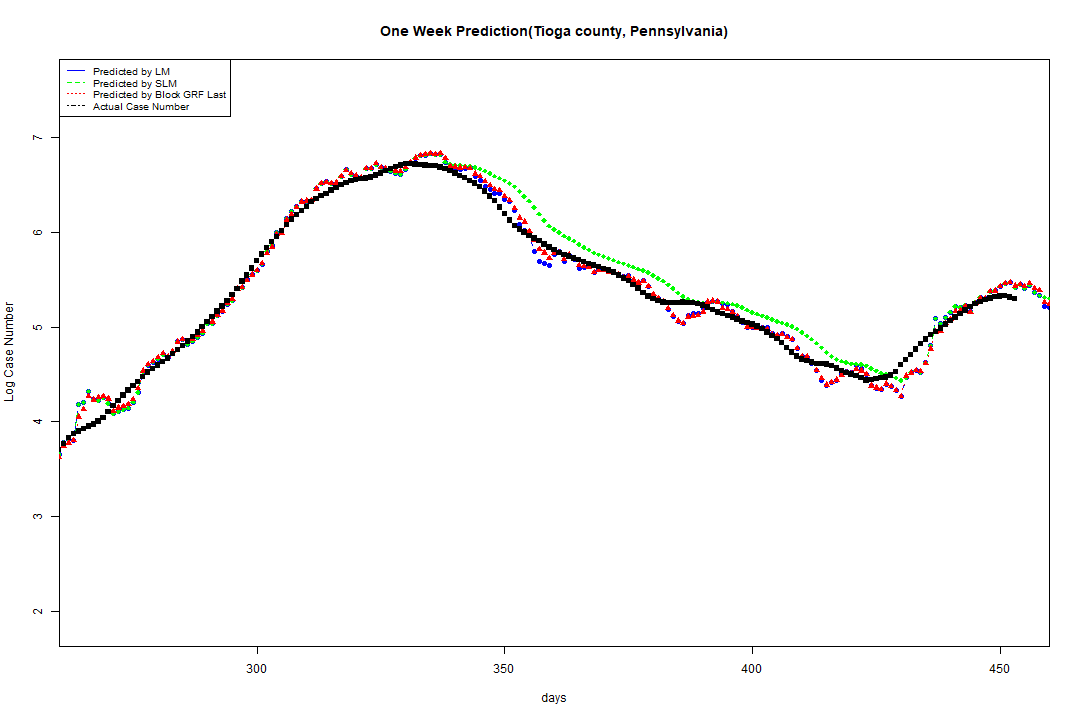 One Week Prediction(Tioga county, Pennsylvania)
Predicted by LM
Predicted by SLM
Predicted by Block GRF Last
Actual Case Number
7
6
5
4
3
2
Log Case Number
300 350 400 450
days